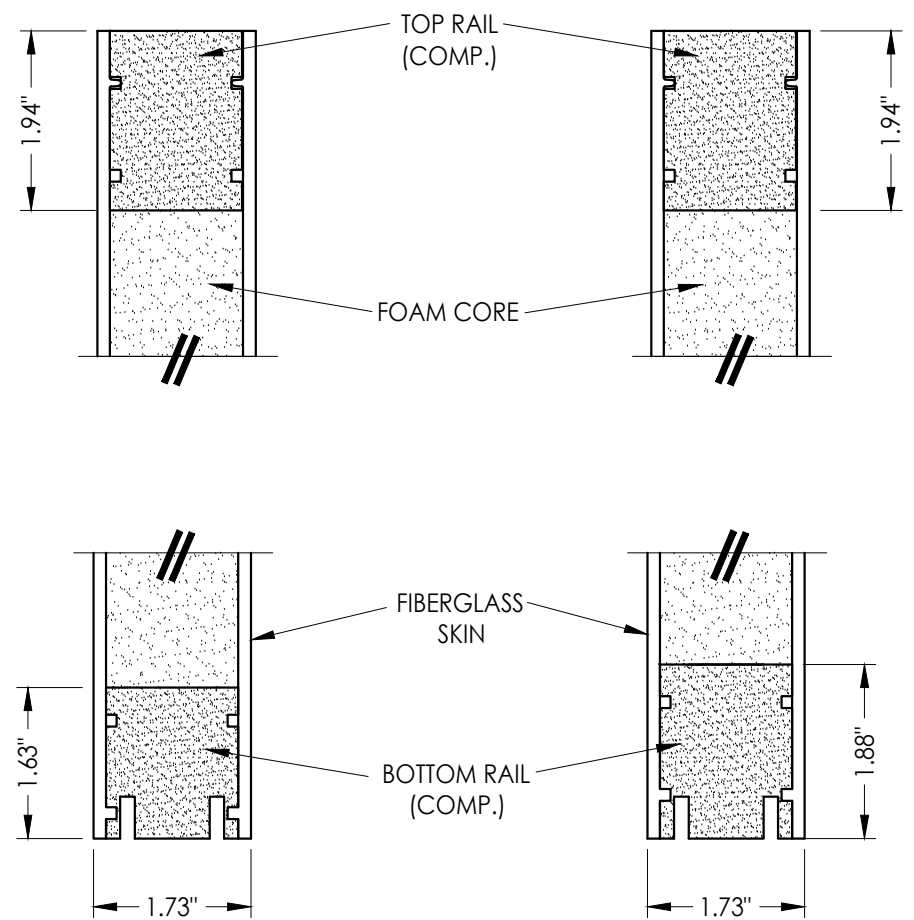 TOP RAIL
(COMP.)
1.94"
1.94"
FOAM CORE
FIBERGLASS
SKIN
1.63"
BOTTOM RAIL
(COMP.)
1.88"
1.73"
1.73"